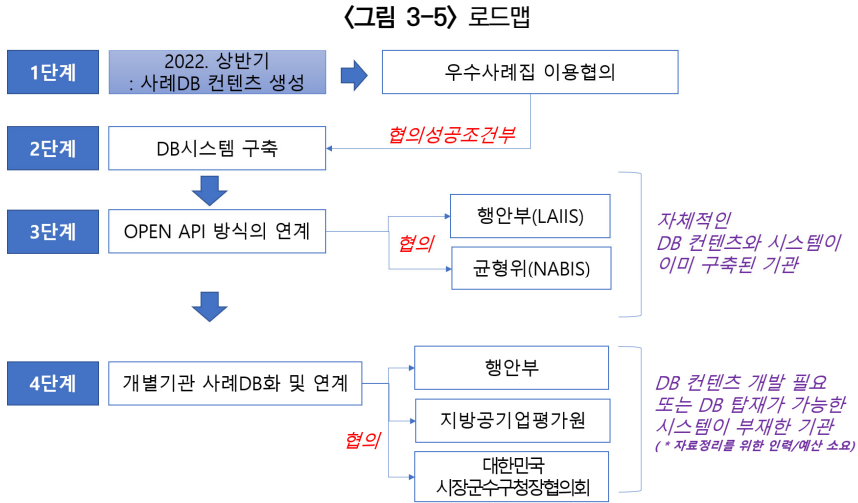 <그림 3-5> 로드맵
1단계
2022. 상반기
: 사례DB 컨텐츠 생성
우수사례집 이용협의
협의성공조건부
2단계
DB시스템 구축
3단계
OPEN API 방식의 연계
협의
행안부(LAIIS)
균형위(NABIS)
자체적인
DB 컨텐츠와 시스템이
이미 구축된 기관
4단계
개별기관 사례DB화 및 연계
협의
행안부
지방공기업평가원
대한민국
시장군수구청장협의회
DB 컨텐츠 개발 필요
또는 DB 탑재가 가능한
시스템이 부재한 기관
( * 자료정리를 위한 인력/예산 소요)